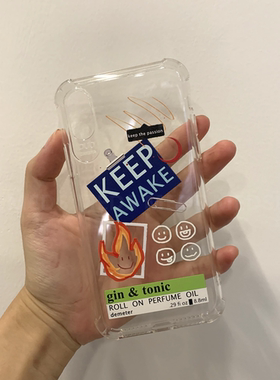 keep the passion
KEEP
AWAKE
gin & tonic
ROLL ON PERFUME OIL
demeter
29 fl oz 8.8ml